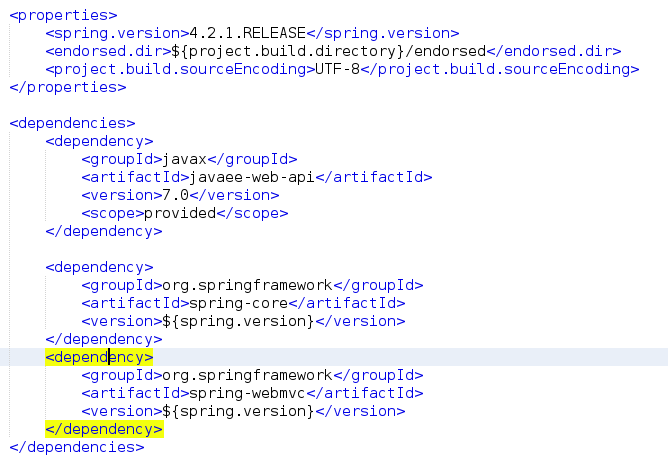 <properties>
<spring.version>4.2.1.RELEASE</spring.version>
<endorsed.dir>${project.build.directory}/endorsed</endorsed.dir>
<project.build.sourceEncoding>UTF-8</project.build.sourceEncoding>
</properties>
<dependencies>
<dependency>
<groupId>javax</groupId>
<artifactId>javaee-web-api</artifactId>
<version>7.0</version>
<scope>provided</scope>
</dependency>
<dependency>
<groupId>org.springframework</groupId>
<artifactId>spring-core</artifactId>
<version>${spring.version}</version>
</dependency>
<dependency>
<groupId>org.springframework</groupId>
<artifactId>spring-webmvc</artifactId>
<version>${spring.version}</version>
</dependency>
</dependencies>